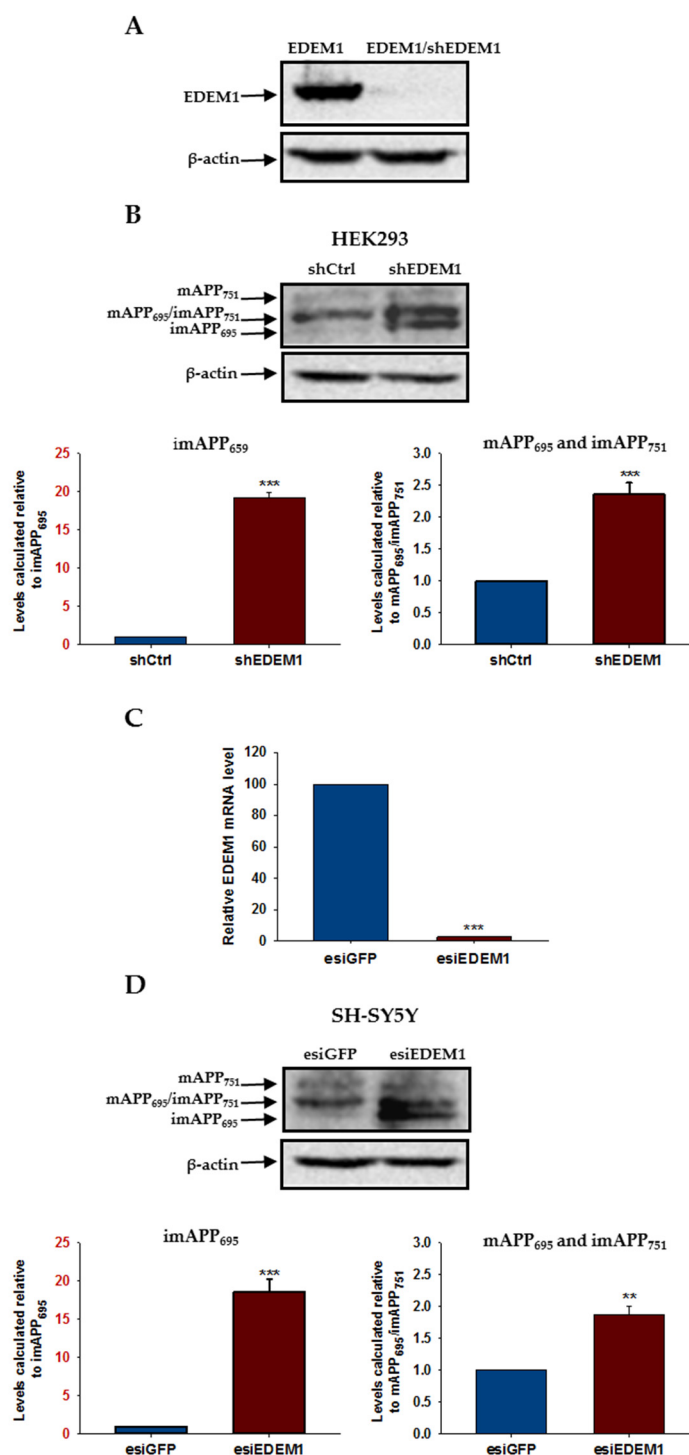 A
EDEM1 EDEM1/shEDEM1
EDEM1
β-actin
B
HEK293
shCtrl shEDEM1
mAPP751
mAPP695/imAPP751
imAPP695
β-actin
imAPP659
Levels calculated relative
to imAPP695
25
20
15
10
5
0
***
shCtrl shEDEM1
mAPP695 and imAPP751
Levels calculated relative
to mAPP695/imAPP751
3.0
2.5
2.0
1.5
1.0
0.5
0.0
***
shCtrl shEDEM1
C
Relative EDEM1 mRNA level
120
100
80
60
40
20
0
***
esiGFP esiEDEM1
D
SH-SY5Y
esiGFP esiEDEM1
mAPP751
mAPP695/imAPP751
imAPP695
β-actin
imAPP695
Levels calculated relative
to imAPP695
25
20
15
10
5
0
***
esiGFP esiEDEM1
mAPP695 and imAPP751
Levels calculated relative
to mAPP695/imAPP751
3.0
2.5
2.0
1.5
1.0
0.5
0.0
**
esiGFP esiEDEM1